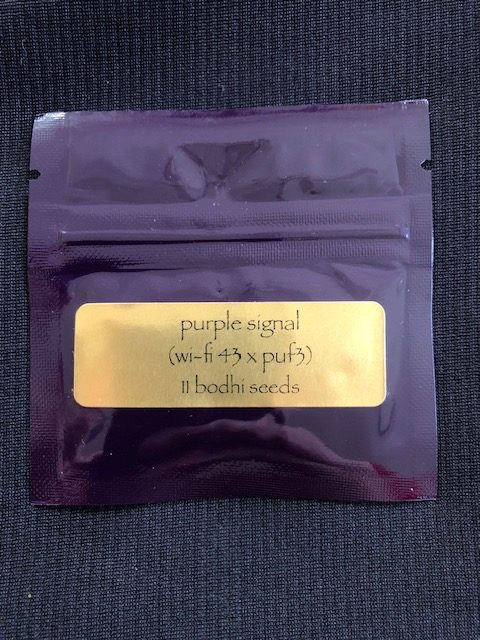 purple signal
(wi-fi 43 x puf3)
11 bodhi seeds